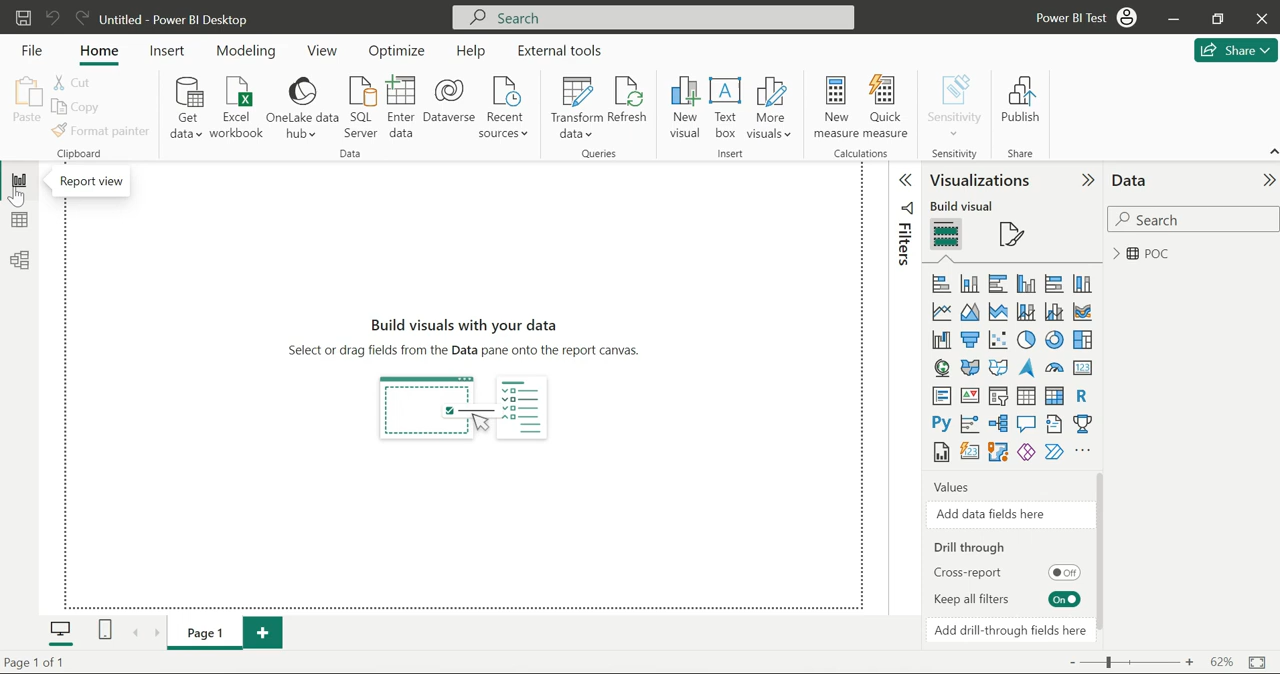 Untitled - Power BI Desktop
Search
Power BI Test
File Home Insert Modeling View Optimize Help External tools
Share
Paste
Cut
Copy
Format painter
Clipboard
Get data
Excel workbook
OneLake data hub
SQL Server
Enter data
Dataverse
Recent sources
Data
Transform data
Refresh
Queries
New visual
Text box
More visuals
Insert
New measure
Quick measure
Calculations
Sensitivity
Sensitivity
Publish
Share
Report view
Build visuals with your data
Select or drag fields from the Data pane onto the report canvas.
Filters
Visualizations
Build visual
123
R
Py
123
Values
Add data fields here
Drill through
Cross-report Off
Keep all filters On
Add drill-through fields here
Data
Search
POC
Page 1
Page 1 of 1
- + 62%